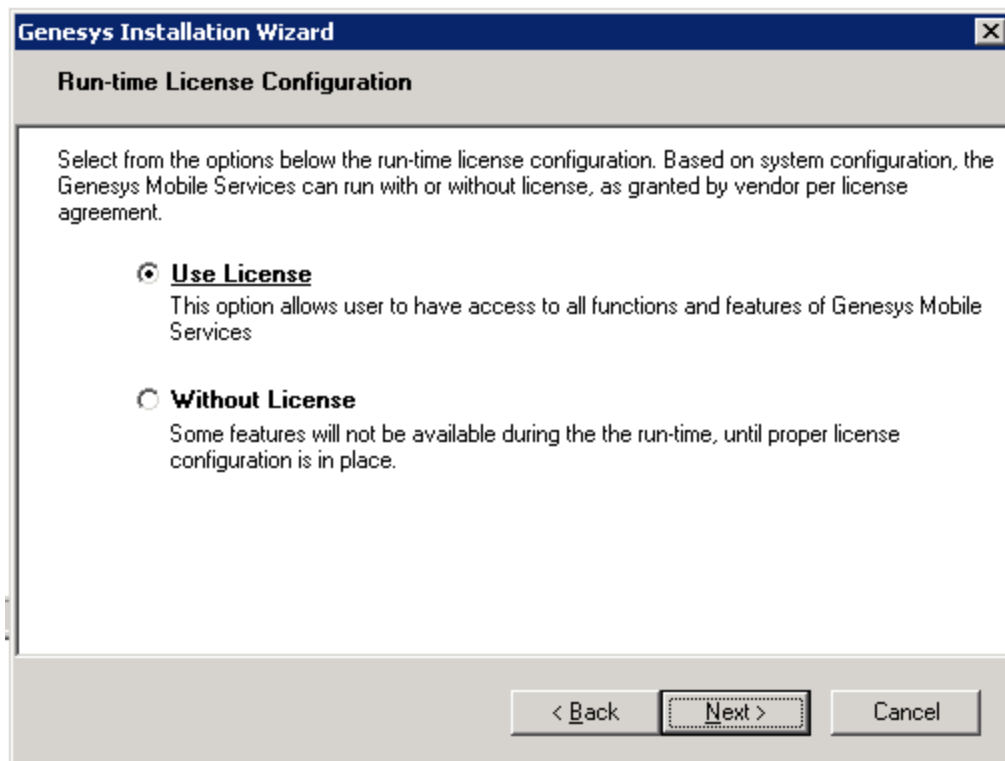 Genesys Installation Wizard
Run-time License Configuration
Select from the options below the run-time license configuration. Based on system configuration, the
Genesys Mobile Services can run with or without license, as granted by vendor per license
agreement.
Use License
This option allows user to have access to all functions and features of Genesys Mobile
Services
Without License
Some features will not be available during the the run-time, until proper license
configuration is in place.
< Back
Next >
Cancel